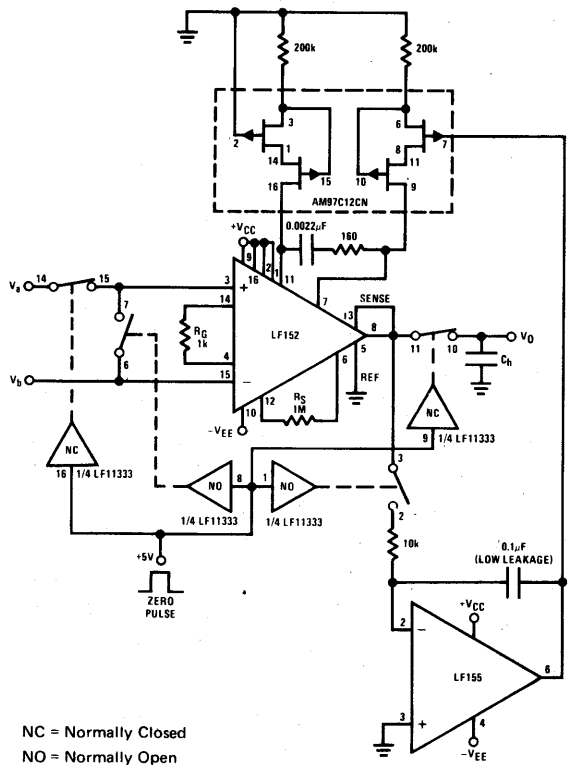 200k
200k
3
6
2
7
1
8
14
11
15
10
16
9
AM97C12CN
+VCC
0.0022μF
160
9
16
2
1
11
Va
14
15
3
+
7
14
SENSE
13
8
RG
1k
LF152
VO
7
6
4
6
5
11
10
Ch
REF
Vb
15
−
12
RS
1M
10
−VEE
NC
NC
16
1/4 LF11333
9
1/4 LF11333
3
NO
8
1
NO
1/4 LF11333
1/4 LF11333
2
+5V
10k
0.1μF
(LOW LEAKAGE)
ZERO
PULSE
+VCC
2
−
LF155
6
3
+
4
−VEE
NC = Normally Closed
NO = Normally Open